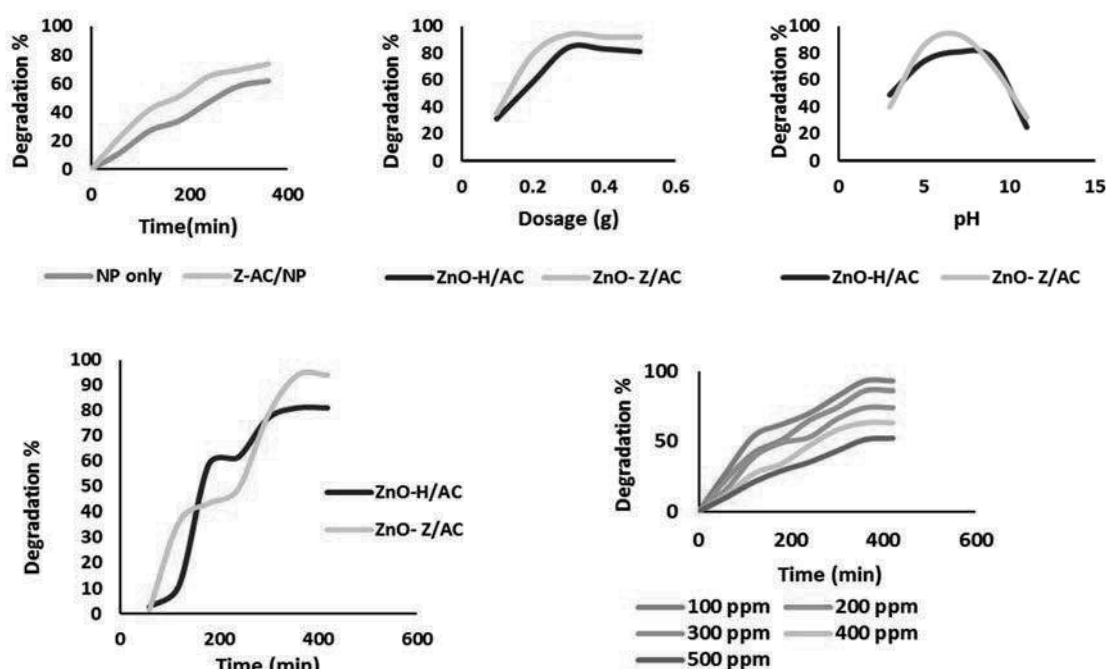 Degradation %
100
80
60
40
20
0
0 200 400
Time(min)
NP only Z-AC/NP
Degradation %
100
80
60
40
20
0
0 0.2 0.4 0.6
Dosage (g)
ZnO-H/AC ZnO- Z/AC
Degradation %
100
80
60
40
20
0
0 5 10 15
pH
ZnO-H/AC ZnO- Z/AC
Degradation %
100
90
80
70
60
50
40
30
20
10
0
0 200 400 600
Time (min)
ZnO-H/AC
ZnO- Z/AC
Degradation %
100
50
0
0 200 400 600
Time (min)
100 ppm 200 ppm
300 ppm 400 ppm
500 ppm